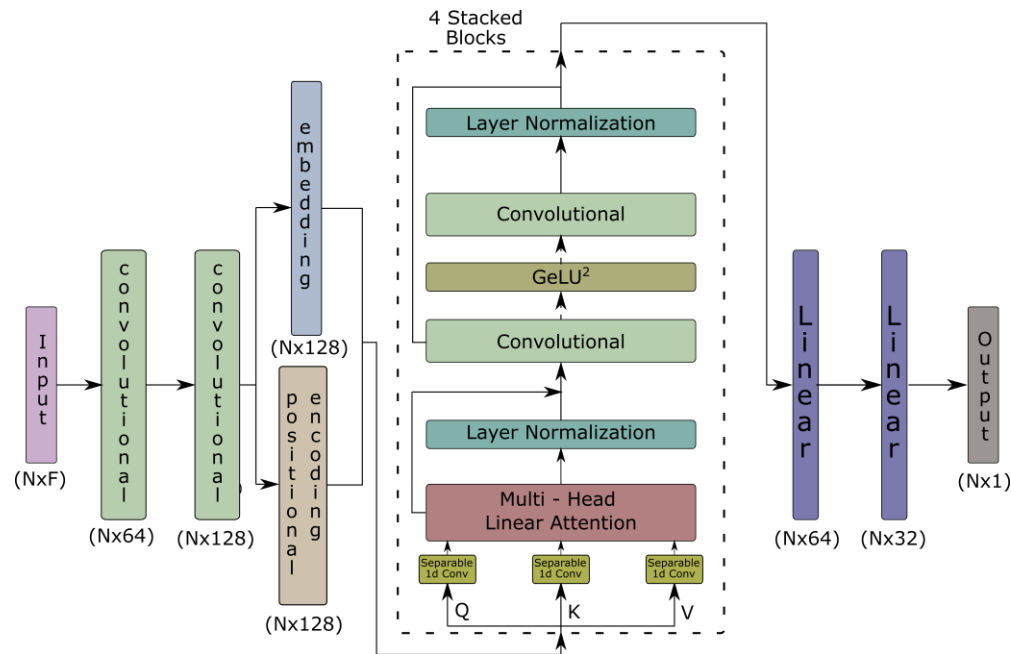 4 Stacked
Blocks
Input
(NxF)
convolutional
(Nx64)
convolutional
(Nx128)
embedding
(Nx128)
positional
encoding
(Nx128)
Layer Normalization
Convolutional
GeLU²
Convolutional
Layer Normalization
Multi - Head
Linear Attention
Separable
1d Conv
Separable
1d Conv
Separable
1d Conv
Q
K
V
Linear
(Nx64)
Linear
(Nx32)
Output
(Nx1)